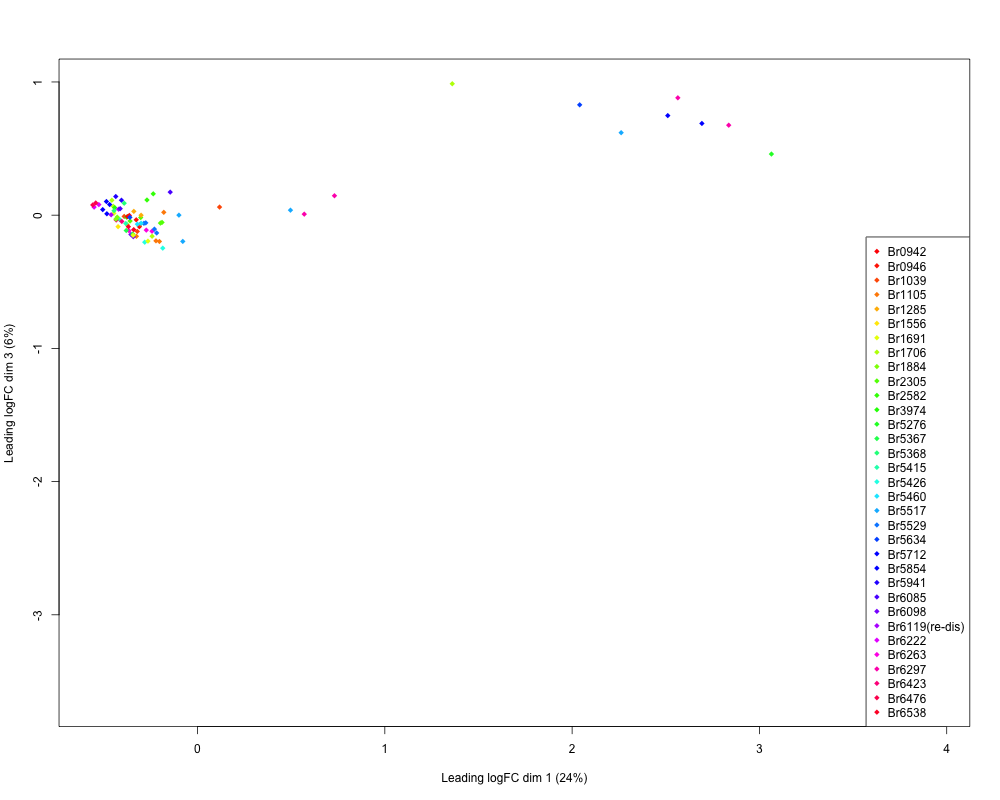 1
0
-1
-2
-3
Leading logFC dim 3 (6%)
0
1
2
3
4
Leading logFC dim 1 (24%)
Br0942
Br0946
Br1039
Br1105
Br1285
Br1556
Br1691
Br1706
Br1884
Br2305
Br2582
Br3974
Br5276
Br5367
Br5368
Br5415
Br5426
Br5460
Br5517
Br5529
Br5634
Br5712
Br5854
Br5941
Br6085
Br6098
Br6119(re-dis)
Br6222
Br6263
Br6297
Br6423
Br6476
Br6538